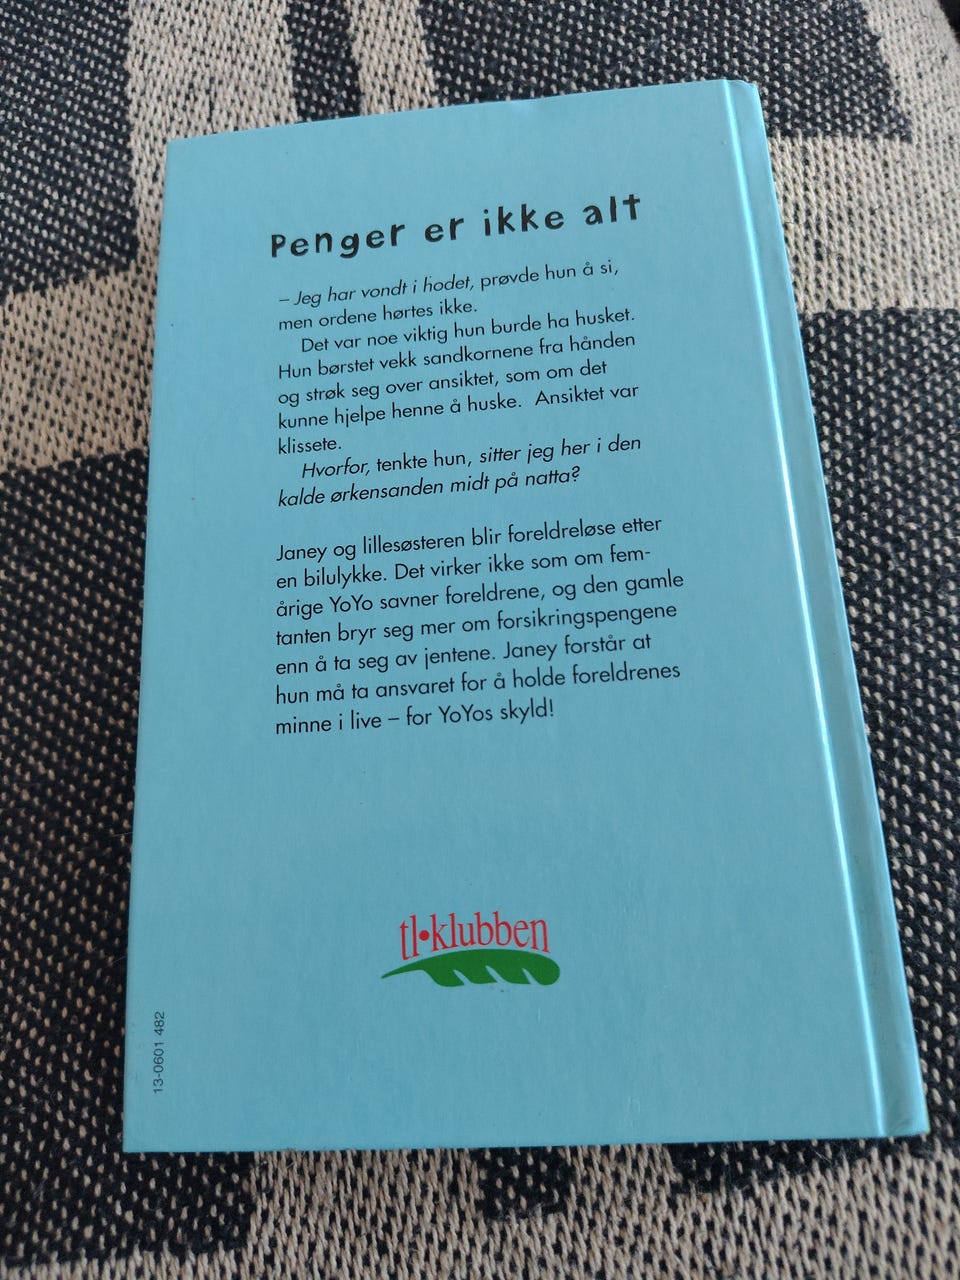 Penger er ikke alt
– Jeg har vondt i hodet, prøvde hun å si,
men ordene hørtes ikke.
Det var noe viktig hun burde ha husket.
Hun børstet vekk sandkornene fra hånden
og strøk seg over ansiktet, som om det
kunne hjelpe henne å huske. Ansiktet var
klissete.
Hvorfor, tenkte hun, sitter jeg her i den
kalde ørkensanden midt på natta?
Janey og lillesøsteren blir foreldreløse etter
en bilulykke. Det virker ikke som om fem-
årige YoYo savner foreldrene, og den gamle
tanten bryr seg mer om forsikringspengene
enn å ta seg av jentene. Janey forstår at
hun må ta ansvaret for å holde foreldrenes
minne i live – for YoYos skyld!
tl•klubben
13-0601 482